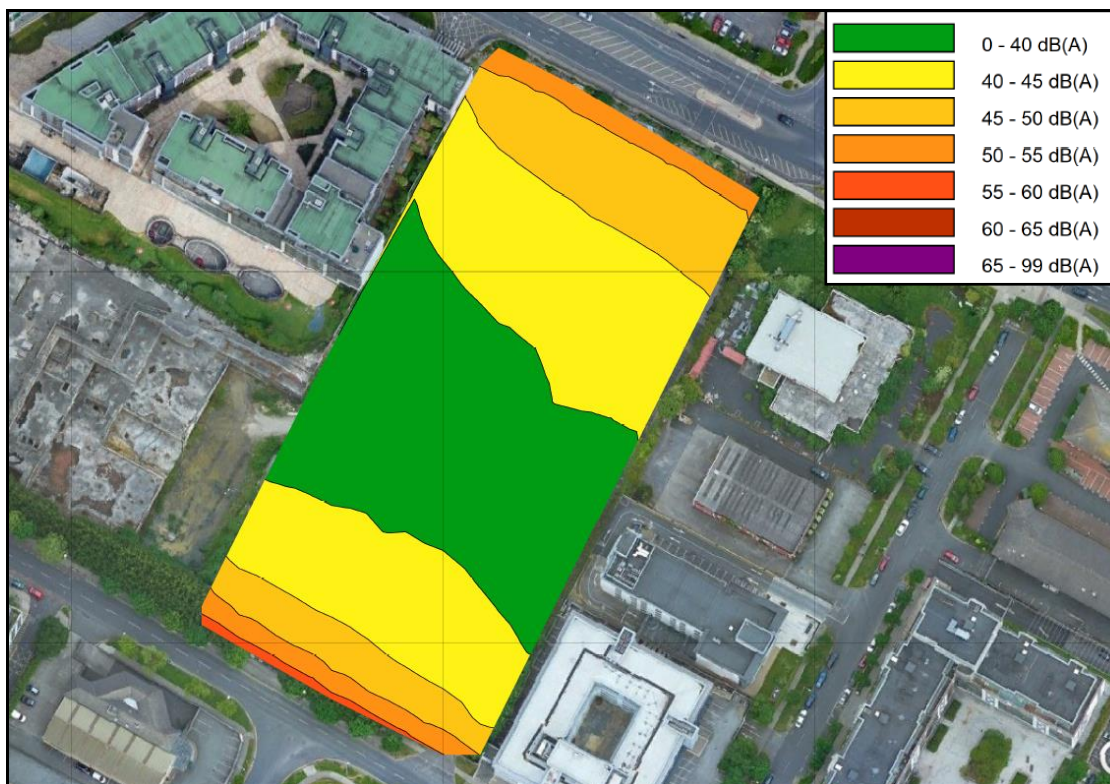 0 - 40 dB(A)
40 - 45 dB(A)
45 - 50 dB(A)
50 - 55 dB(A)
55 - 60 dB(A)
60 - 65 dB(A)
65 - 99 dB(A)